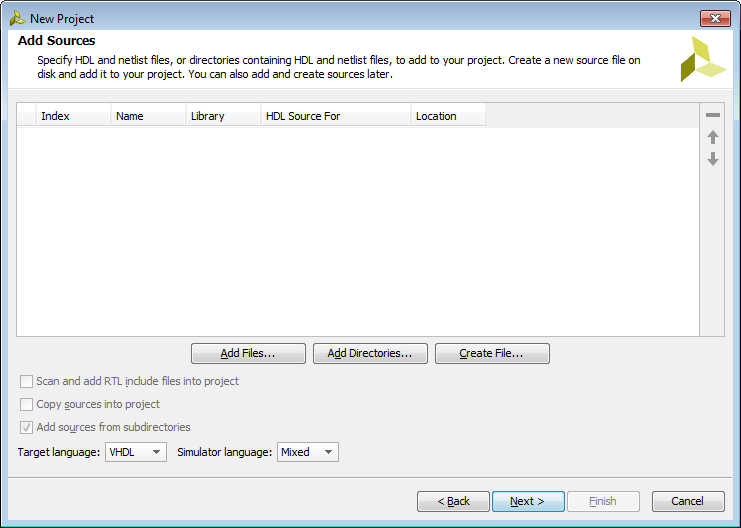 New Project
Add Sources
Specify HDL and netlist files, or directories containing HDL and netlist files, to add to your project. Create a new source file on
disk and add it to your project. You can also add and create sources later.
Index Name Library HDL Source For Location
Add Files... Add Directories... Create File...
Scan and add RTL include files into project
Copy sources into project
Add sources from subdirectories
Target language: VHDL Simulator language: Mixed
< Back Next > Finish Cancel